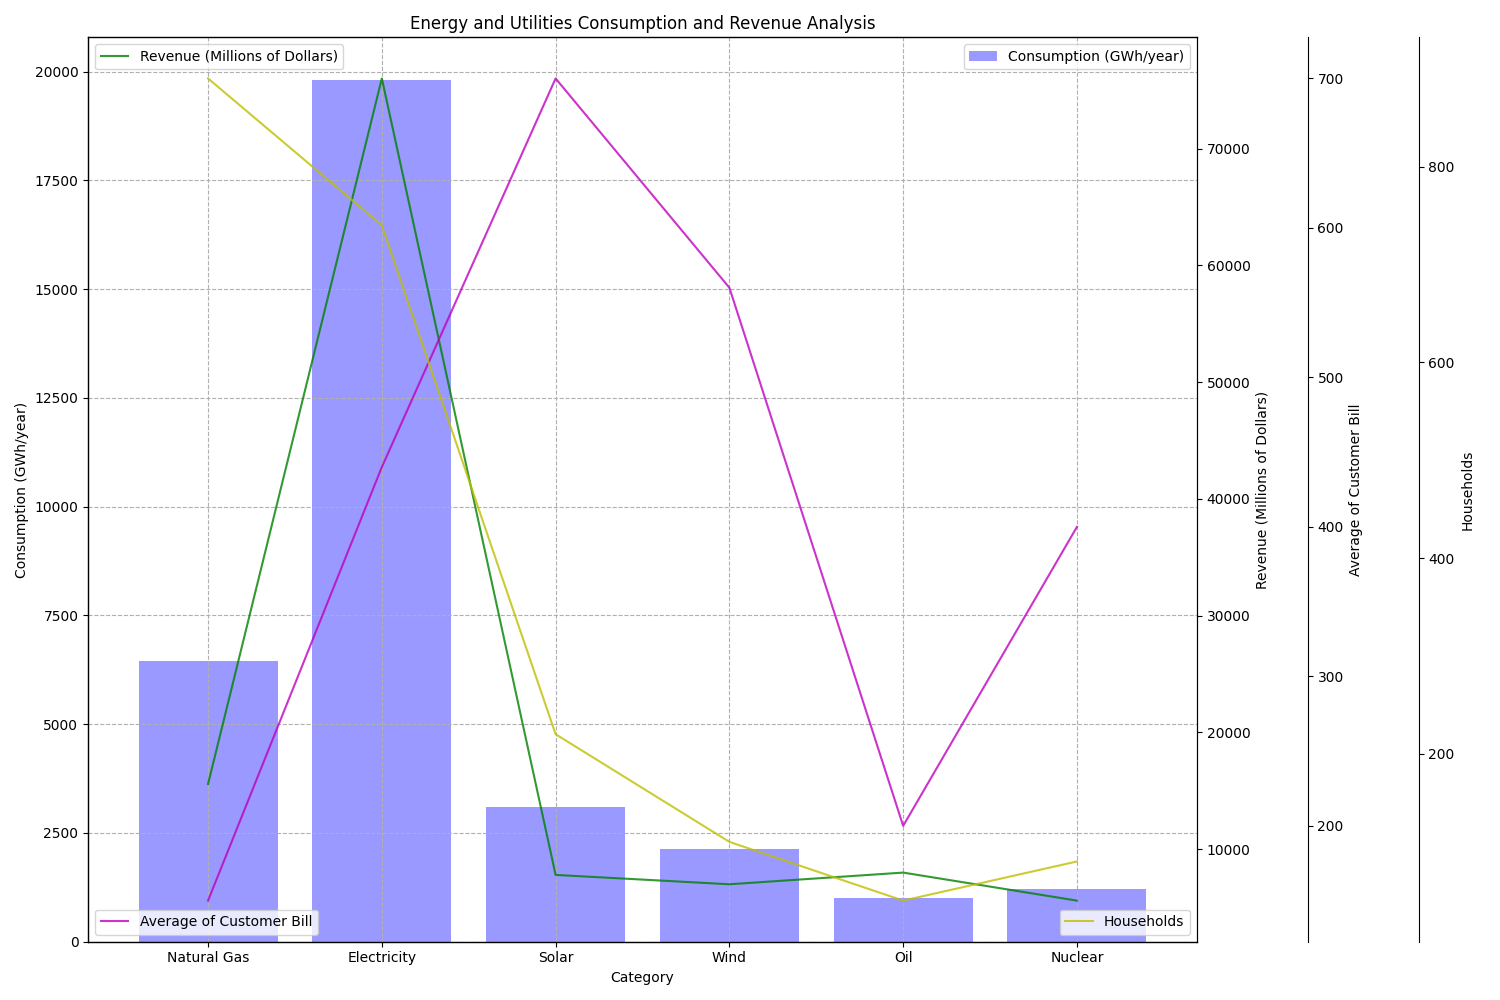 Energy and Utilities Consumption and Revenue Analysis
Revenue (Millions of Dollars)
Consumption (GWh/year)
Average of Customer Bill
Households
Consumption (GWh/year)
20000
17500
15000
12500
10000
7500
5000
2500
0
Natural Gas
Electricity
Solar
Wind
Oil
Nuclear
Category
70000
60000
50000
40000
30000
20000
10000
Revenue (Millions of Dollars)
700
600
500
400
300
200
Average of Customer Bill
800
600
400
200
Households